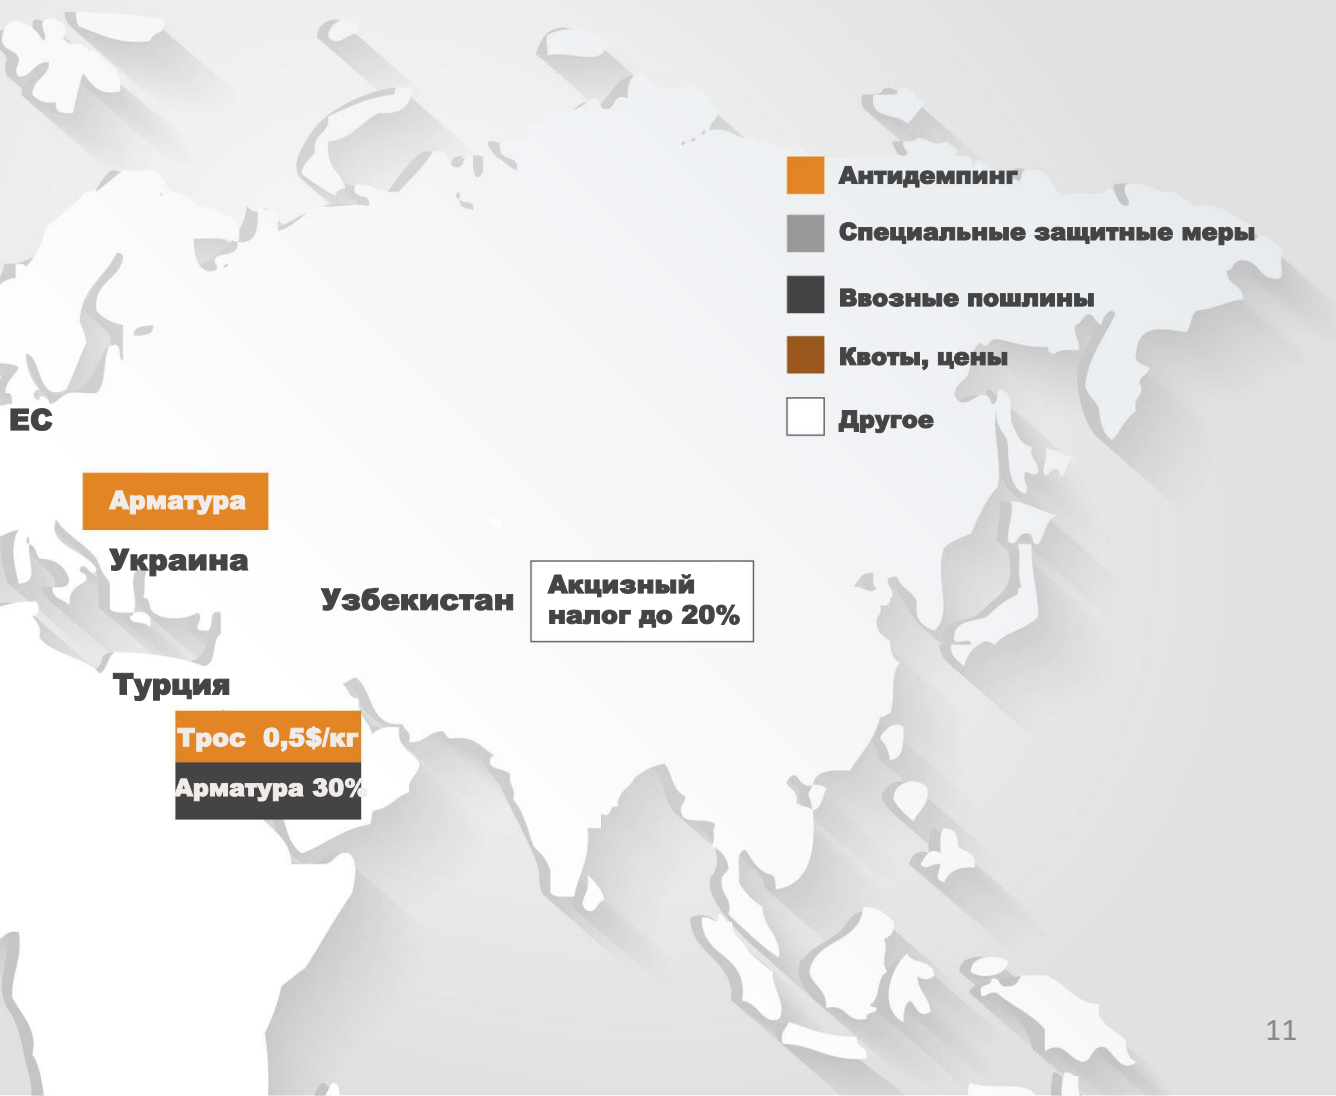 Антидемпинг
Специальные защитные меры
Ввозные пошлины
Квоты, цены
Другое
ЕС
Арматура
Украина
Узбекистан
Акцизный
налог до 20%
Турция
Трос 0,5$/кг
Арматура 30%
11